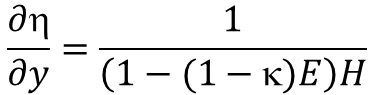 ∂η/∂y = 1/((1 − (1 − κ)E)H)